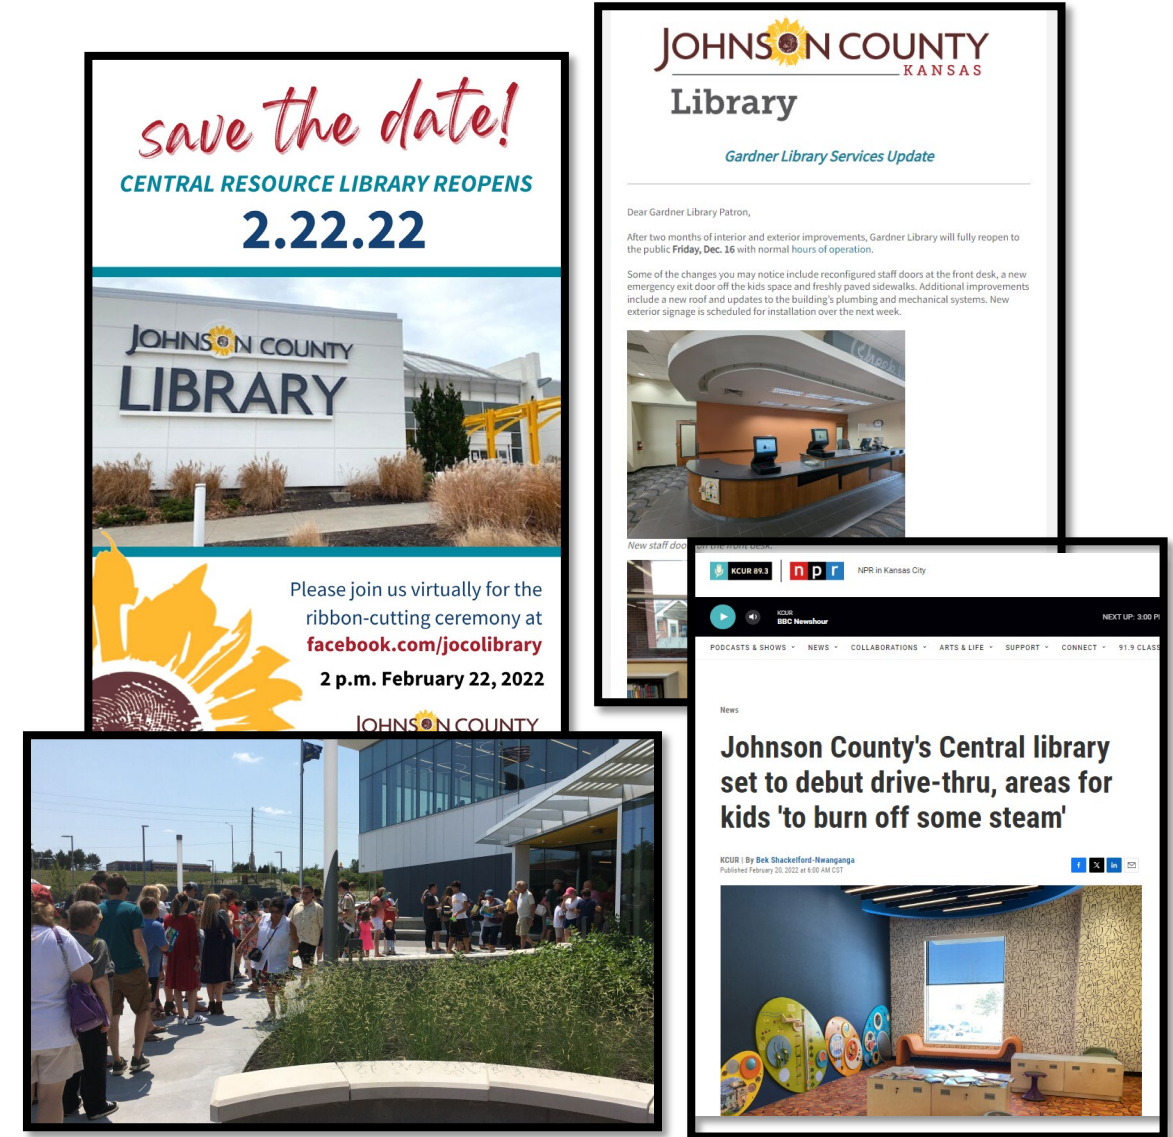 save the date!
CENTRAL RESOURCE LIBRARY REOPENS
2.22.22
JOHNSON COUNTY
LIBRARY
Please join us virtually for the
ribbon-cutting ceremony at
facebook.com/jocolibrary
2 p.m. February 22, 2022
JOHNSON COUNTY
JOHNSON COUNTY
KANSAS
Library
Gardner Library Services Update
Dear Gardner Library Patron,
After two months of interior and exterior improvements, Gardner Library will fully reopen to
the public Friday, Dec. 16 with normal hours of operation.
Some of the changes you may notice include reconfigured staff doors at the front desk, a new
emergency exit door off the kids space and freshly paved sidewalks. Additional improvements
include a new roof and updates to the building's plumbing and mechanical systems. New
exterior signage is scheduled for installation over the next week.
New staff doo on the front desk.
KCUR 89.3 npr NPR in Kansas City
KCUR
BBC Newshour
NEXT UP: 3:00 P
PODCASTS & SHOWS NEWS COLLABORATIONS ARTS & LIFE SUPPORT CONNECT 91.9 CLASS
News
Johnson County's Central library
set to debut drive-thru, areas for
kids 'to burn off some steam'
KCUR | By Bek Shackelford-Nwanganga
Published February 20, 2022 at 6:00 AM CST
f X in